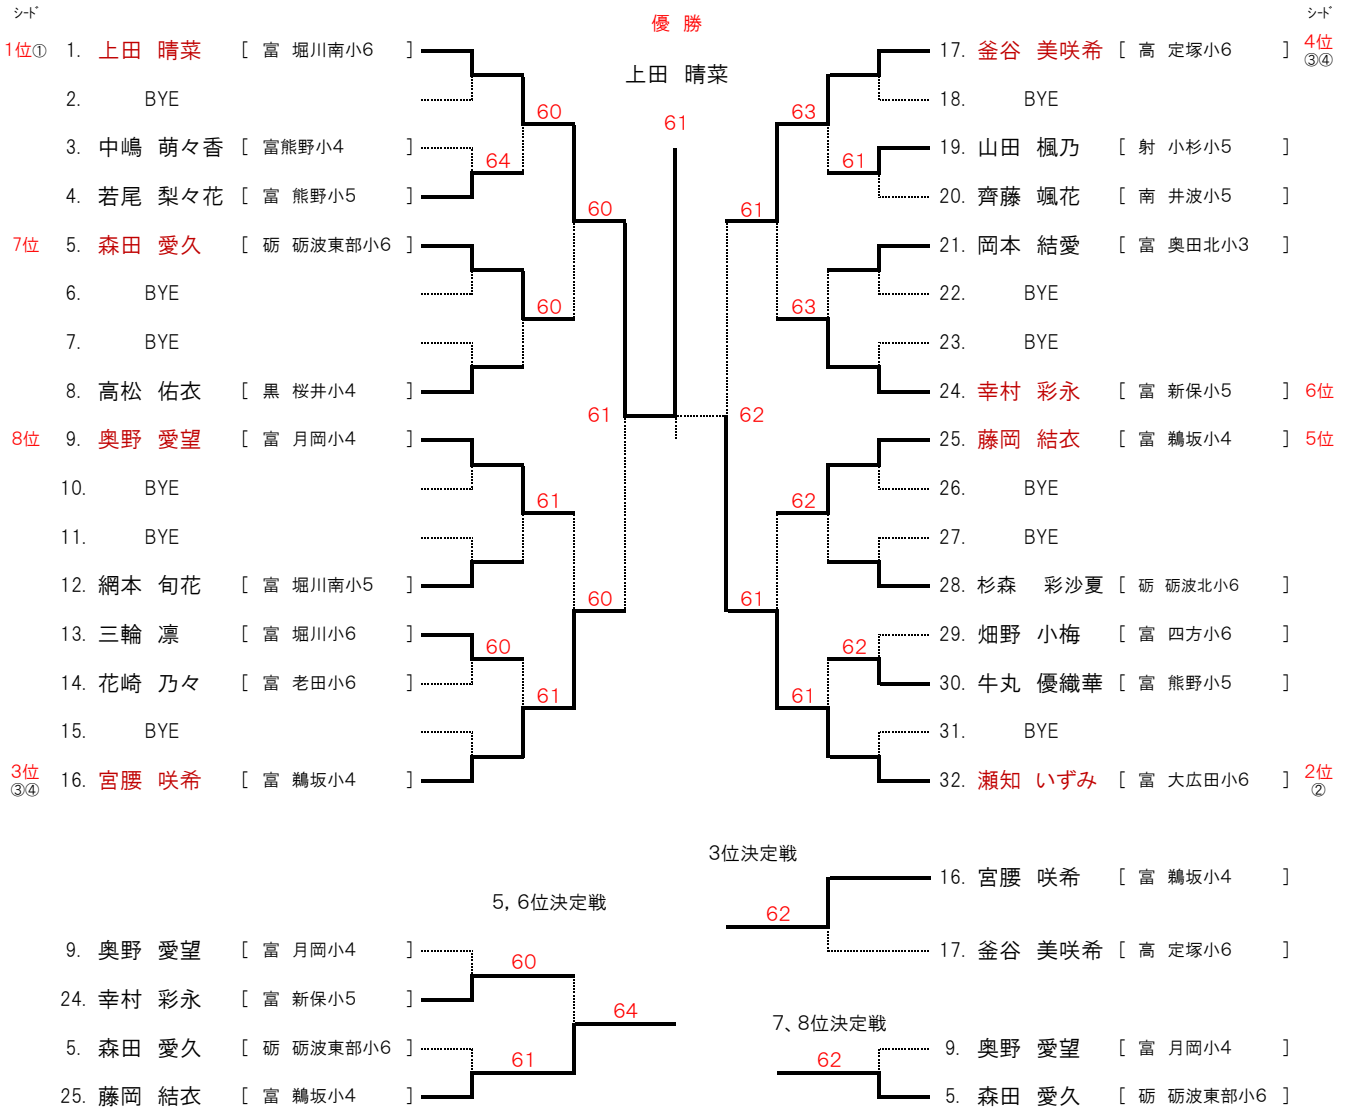 シード
1位① 1. 上田 晴菜 [ 富 堀川南小6 ]
2. BYE
60
3. 中嶋 萌々香 [ 富熊野小4 ]
64
4. 若尾 梨々花 [ 富 熊野小5 ]
60
7位 5. 森田 愛久 [ 砺 砺波東部小6 ]
6. BYE
60
7. BYE
8. 高松 佑衣 [ 黒 桜井小4 ]
61
8位 9. 奥野 愛望 [ 富 月岡小4 ]
10. BYE
61
11. BYE
12. 網本 旬花 [ 富 堀川南小5 ]
60
13. 三輪 凛 [ 富 堀川小6 ]
60
14. 花崎 乃々 [ 富 老田小6 ]
61
15. BYE
3位
③④
16. 宮腰 咲希 [ 富 鵜坂小4 ]
優 勝
上田 晴菜
61
シード
17. 釜谷 美咲希 [ 高 定塚小6 ] 4位
③④
18. BYE
63
19. 山田 楓乃 [ 射 小杉小5 ]
61
20. 齊藤 颯花 [ 南 井波小5 ]
61
21. 岡本 結愛 [ 富 奥田北小3 ]
22. BYE
63
23. BYE
24. 幸村 彩永 [ 富 新保小5 ] 6位
62
25. 藤岡 結衣 [ 富 鵜坂小4 ] 5位
26. BYE
62
27. BYE
28. 杉森 彩沙夏 [ 砺 砺波北小6 ]
61
29. 畑野 小梅 [ 富 四方小6 ]
62
30. 牛丸 優織華 [ 富 熊野小5 ]
61
31. BYE
32. 瀬知 いずみ [ 富 大広田小6 ] 2位
②
3位決定戦
16. 宮腰 咲希 [ 富 鵜坂小4 ]
62
17. 釜谷 美咲希 [ 高 定塚小6 ]
5,6位決定戦
9. 奥野 愛望 [ 富 月岡小4 ]
60
24. 幸村 彩永 [ 富 新保小5 ]
64
5. 森田 愛久 [ 砺 砺波東部小6 ]
61
25. 藤岡 結衣 [ 富 鵜坂小4 ]
7、8位決定戦
9. 奥野 愛望 [ 富 月岡小4 ]
62
5. 森田 愛久 [ 砺 砺波東部小6 ]